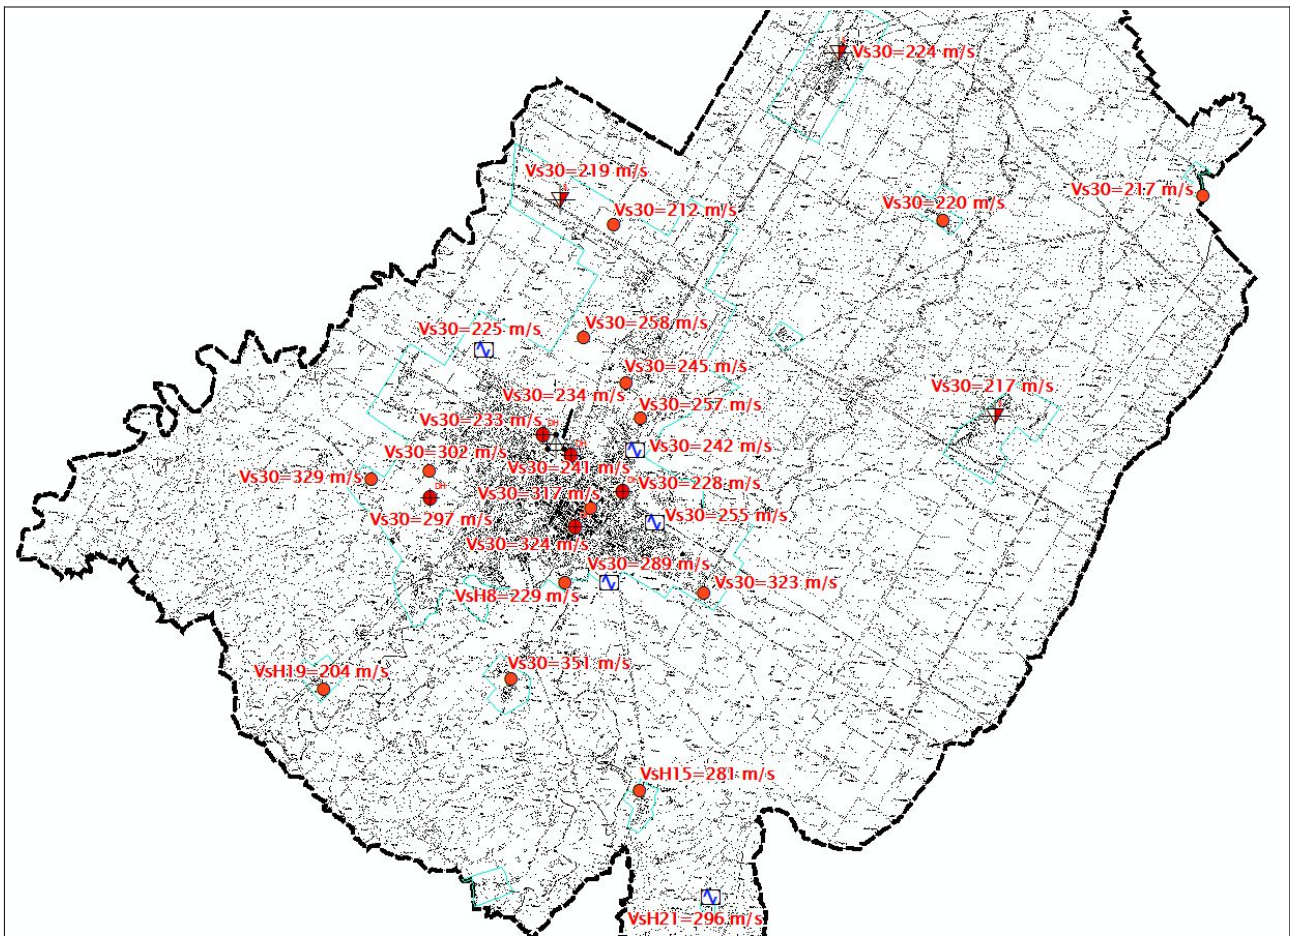 Vs30=224 m/s
Vs30=219 m/s
Vs30=217 m/s
Vs30=220 m/s
Vs30=212 m/s
Vs30=258 m/s
Vs30=225 m/s
Vs30=245 m/s
Vs30=217 m/s
Vs30=234 m/s
Vs30=257 m/s
Vs30=233 m/s
DH
Vs30=242 m/s
Vs30=302 m/s
Vs30=241 m/s
Vs30=329 m/s
Vs30=228 m/s
DH
Vs30=317 m/s
Vs30=297 m/s
Vs30=255 m/s
Vs30=324 m/s
Vs30=289 m/s
Vs30=323 m/s
VsH8=229 m/s
Vs30=351 m/s
VsH19=204 m/s
VsH15=281 m/s
VsH21=296 m/s